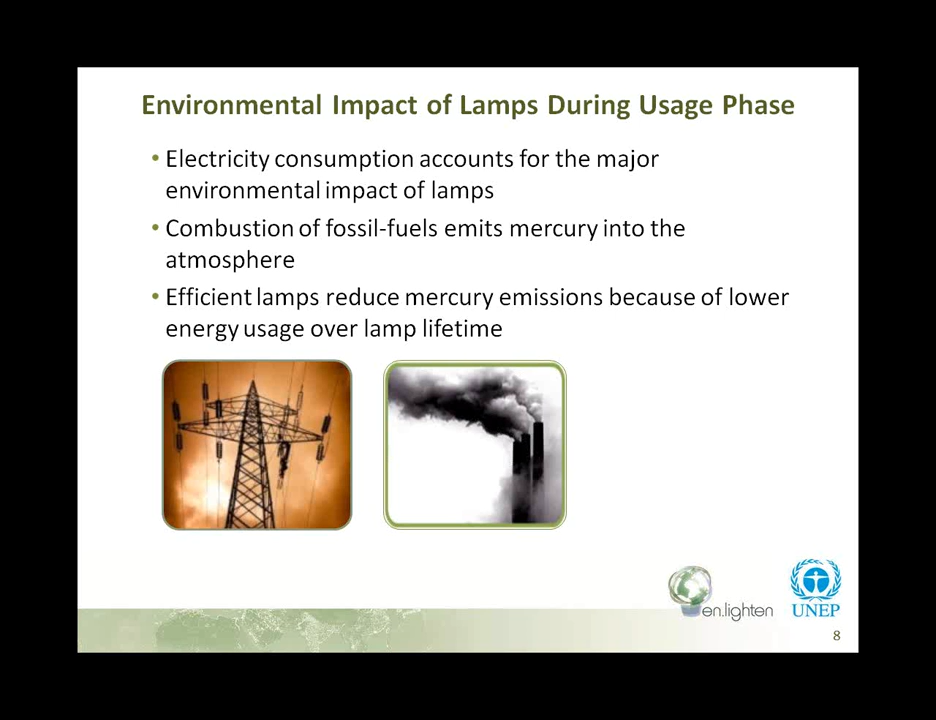 Environmental Impact of Lamps During Usage Phase
• Electricity consumption accounts for the major
environmental impact of lamps
• Combustion of fossil-fuels emits mercury into the
atmosphere
• Efficient lamps reduce mercury emissions because of lower
energy usage over lamp lifetime
en.lighten
UNEP
8